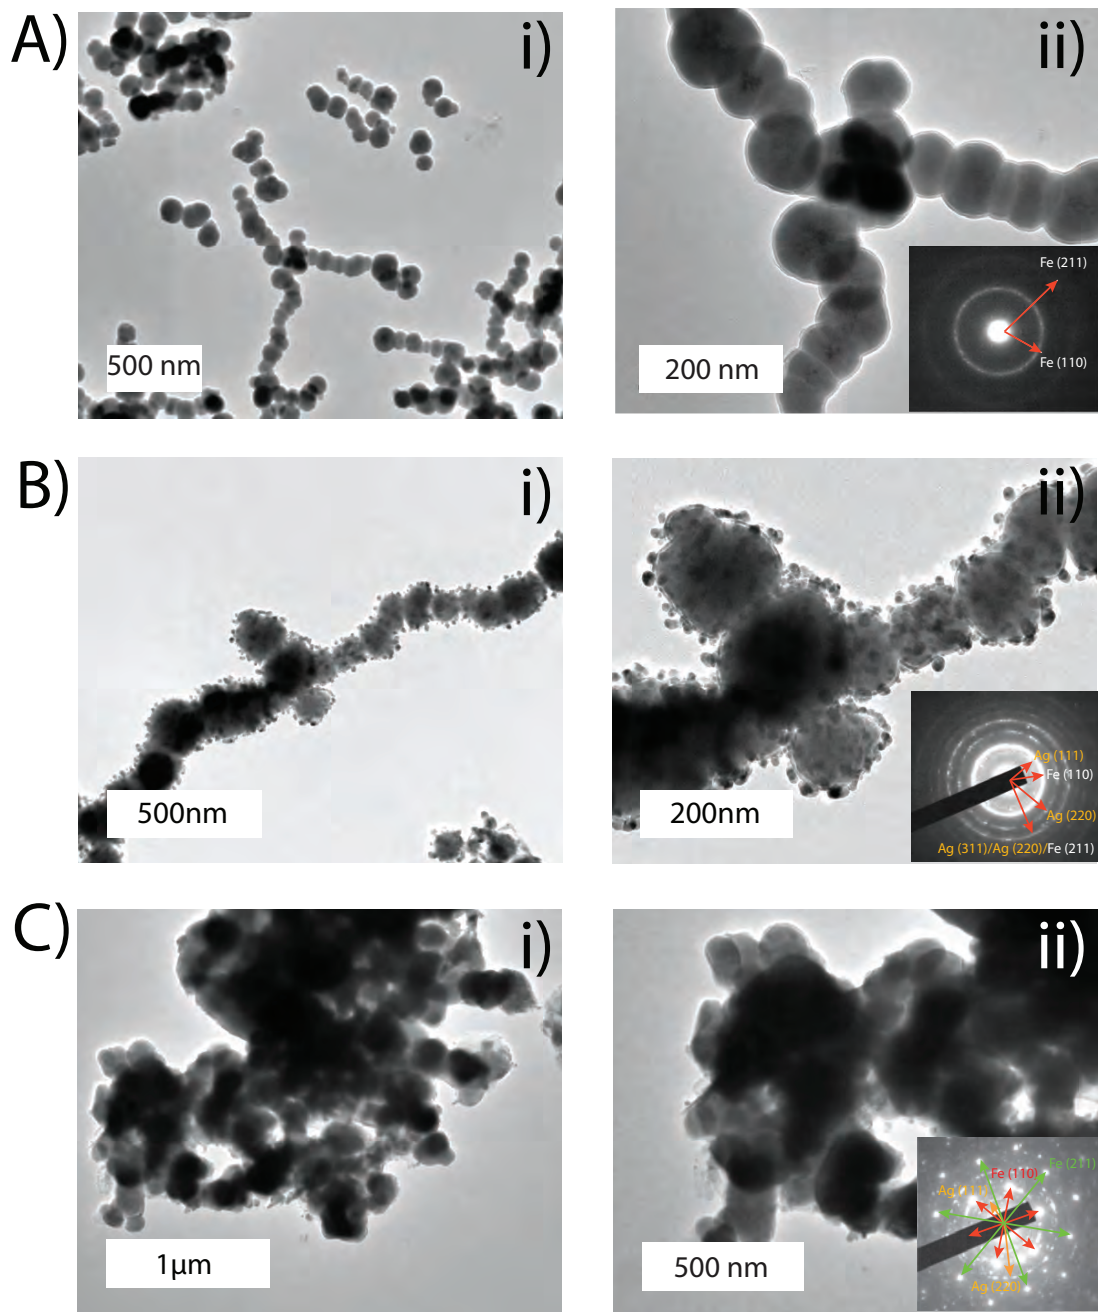 A)
i)
500 nm
ii)
200 nm
Fe (211)
Fe (110)
B)
i)
500nm
ii)
200nm
Ag (111)
Fe (110)
Ag (220)
Ag (311)/Ag (220)/Fe (211)
C)
i)
1μm
ii)
500 nm
Fe (211)
Fe (110)
Ag (111)
Ag (220)